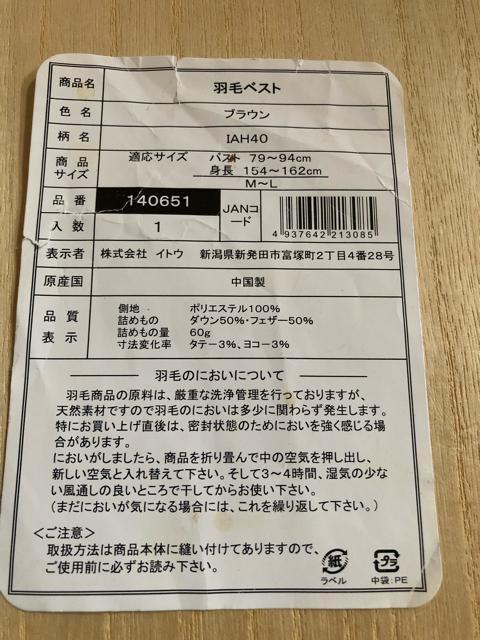 商品名 羽毛ベスト
色名 ブラウン
柄名 IAH40
商品サイズ 適応サイズ バスト 79～94cm
身長 154～162cm
M～L
品番 140651 JANコード
4 937642 213085
入数 1
表示者 株式会社 イトウ 新潟県新発田市富塚町2丁目4番28号
原産国 中国製
品質表示 側地 ポリエステル100%
詰めもの ダウン50%・フェザー50%
詰めもの量 60g
寸法変化率 タテ-3%、ヨコ-3%
羽毛のにおいについて
羽毛商品の原料は、厳重な洗浄管理を行っておりますが、
天然素材ですので羽毛のにおいは多少に関わらず発生します。
特にお買い上げ直後は、密封状態のためにおいを強く感じる場
合があります。
においがしましたら、商品を折り畳んで中の空気を押し出し、
新しい空気と入れ替えて下さい。そして3～4時間、湿気の少な
い風通しの良いところで干してからお使い下さい。
(まだにおいが気になる場合には、これを繰り返して下さい。)
＜ご注意＞
取扱方法は商品本体に縫い付けてありますので、
ご使用前に必ずお読み下さい。
紙 プラ
ラベル 中袋:PE